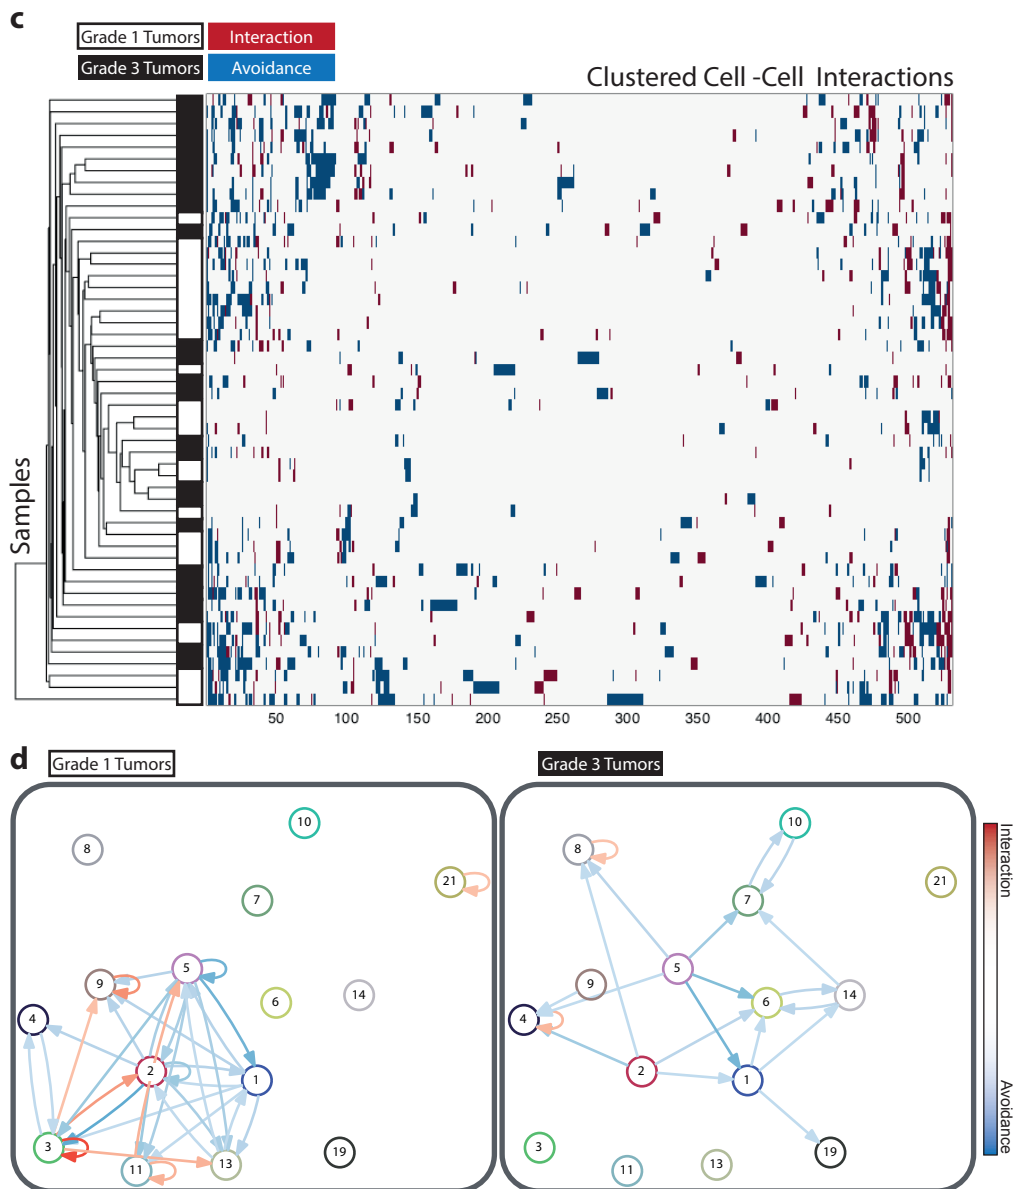 c
Grade 1 Tumors Interaction
Grade 3 Tumors Avoidance
Clustered Cell -Cell Interactions
Samples
50 100 150 200 250 300 350 400 450 500
d
Grade 1 Tumors
10
8
21
7
5
9
6
14
4
2
1
3
11
13
19
Grade 3 Tumors
10
8
21
7
5
9
6
14
4
2
1
3
11
13
19
Interaction
Avoidance